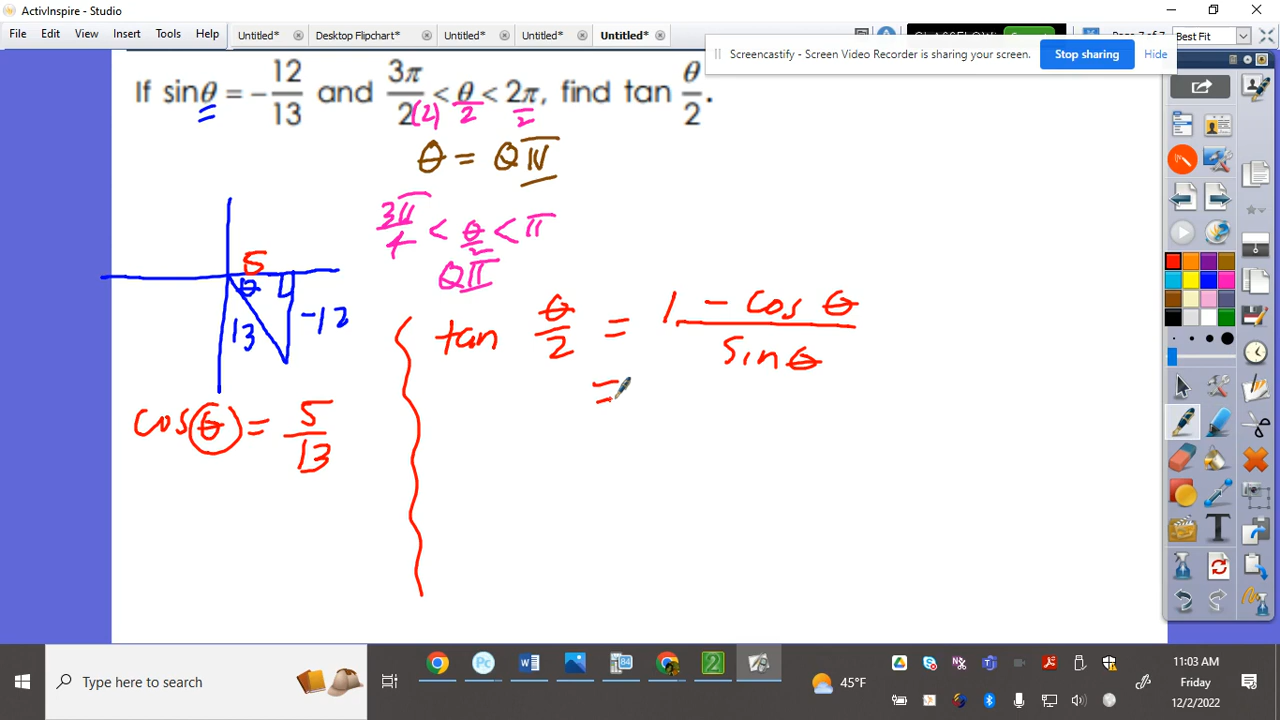 ActivInspire - Studio
File Edit View Insert Tools Help Untitled* Desktop Flipchart* Untitled* Untitled* Untitled* Best Fit
Screencastify - Screen Video Recorder is sharing your screen. Stop sharing Hide
If sinθ = -12/13 and 3π/2 < θ < 2π, find tan θ/2.
(2) 2 2
θ = QIV
3π/4 < θ/2 < π
QII
5
θ
13 -12
tan θ/2 = 1 - cos θ / sin θ
=
cos θ = 5/13
Type here to search
45°F
11:03 AM
Friday
12/2/2022